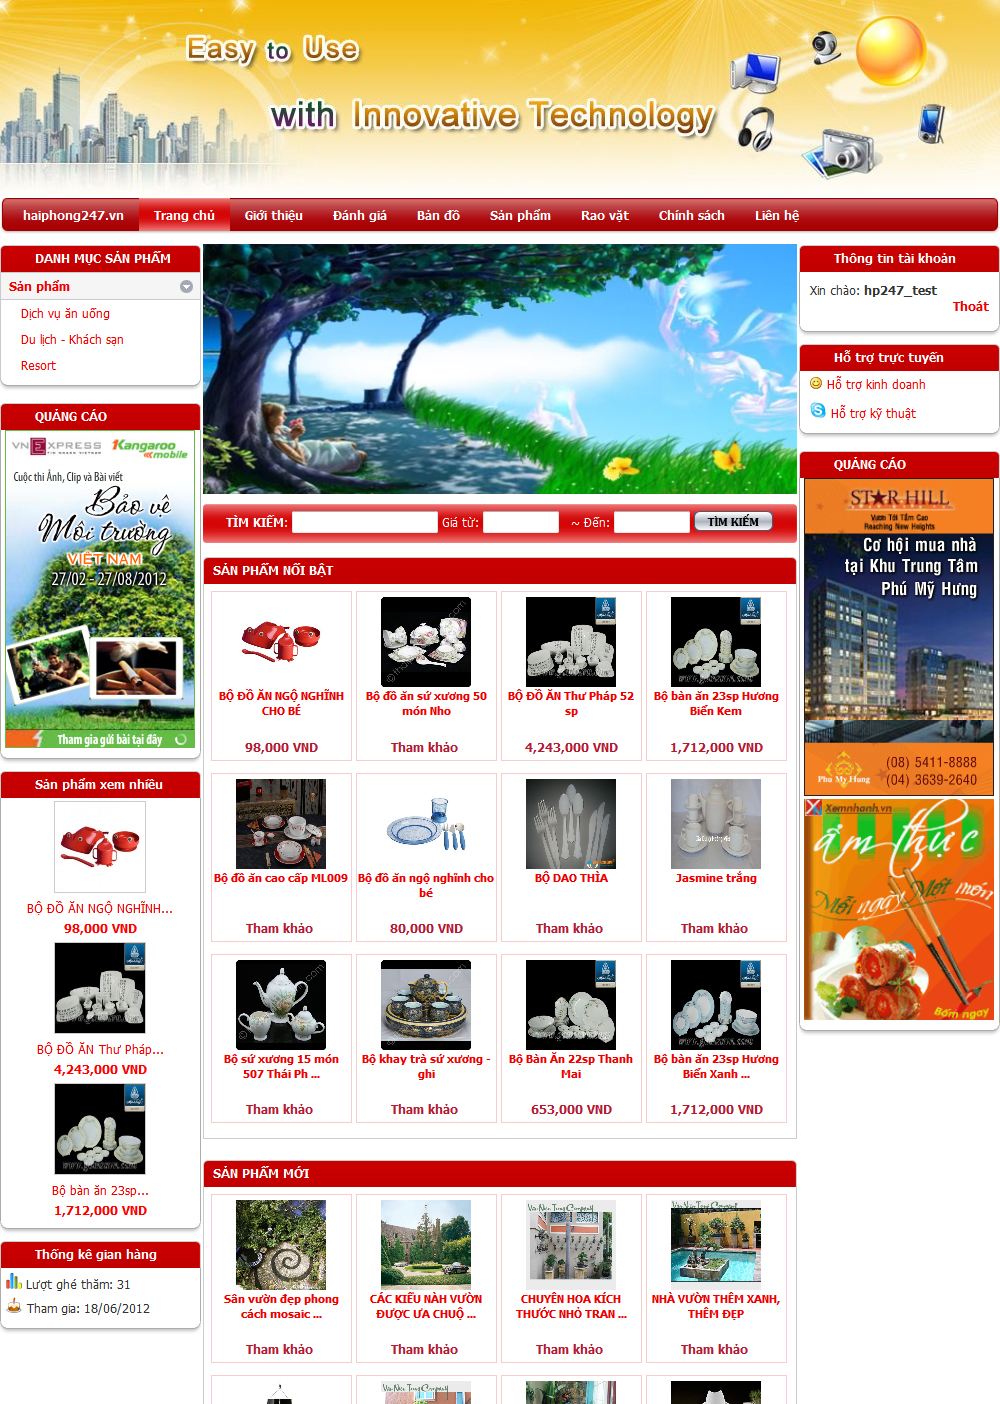 Easy to Use
with Innovative Technology
haiphong247.vn Trang chủ Giới thiệu Đánh giá Bản đồ Sản phẩm Rao vặt Chính sách Liên hệ
DANH MỤC SẢN PHẨM
Sản phẩm
Dịch vụ ăn uống
Du lịch - Khách sạn
Resort
QUẢNG CÁO
VNEXPRESS
Kangaroo
mobile
Cuộc thi Ảnh, Clip và Bài viết
Bảo vệ
Môi trường
VIỆT NAM
27/02 - 27/08/2012
Tham gia gửi bài tại đây
Sản phẩm xem nhiều
BỘ ĐỒ ĂN NGỘ NGHĨNH...
98,000 VND
BỘ ĐỒ ĂN Thư Pháp...
4,243,000 VND
Bộ bàn ăn 23sp...
1,712,000 VND
Thống kê gian hàng
Lượt ghé thăm: 31
Tham gia: 18/06/2012
TÌM KIẾM: Giá từ: ~ Đến: TÌM KIẾM
SẢN PHẨM NỔI BẬT
BỘ ĐỒ ĂN NGỘ NGHĨNH
CHO BÉ
98,000 VND
Bộ đồ ăn sứ xương 50
món Nho
Tham khảo
BỘ ĐỒ ĂN Thư Pháp 52
sp
4,243,000 VND
Bộ bàn ăn 23sp Hương
Biển Kem
1,712,000 VND
Bộ đồ ăn cao cấp ML009
Tham khảo
Bộ đồ ăn ngộ nghĩnh cho
bé
80,000 VND
BỘ DAO THÌA
Tham khảo
Jasmine trắng
Tham khảo
Bộ sứ xương 15 món
507 Thái Ph ...
Tham khảo
Bộ khay trà sứ xương -
ghi
Tham khảo
Bộ Bàn Ăn 22sp Thanh
Mai
653,000 VND
Bộ bàn ăn 23sp Hương
Biển Xanh ...
1,712,000 VND
SẢN PHẨM MỚI
Sân vườn đẹp phong
cách mosaic ...
Tham khảo
CÁC KIỂU NÀH VƯỜN
ĐƯỢC ƯA CHUỘ ...
Tham khảo
CHUYÊN HOA KÍCH
THƯỚC NHỎ TRAN ...
Tham khảo
NHÀ VƯỜN THÊM XANH,
THÊM ĐẸP
Tham khảo
Thông tin tài khoản
Xin chào: hp247_test
Thoát
Hỗ trợ trực tuyến
Hỗ trợ kinh doanh
Hỗ trợ kỹ thuật
QUẢNG CÁO
STAR HILL
Vươn Tới Tầm Cao
Reaching New Heights
Cơ hội mua nhà
tại Khu Trung Tâm
Phú Mỹ Hưng
Phu My Hung
(08) 5411-8888
(04) 3639-2640
Xemnhanh.vn
ẩm thực
Mỗi ngày Một món
Bấm ngay